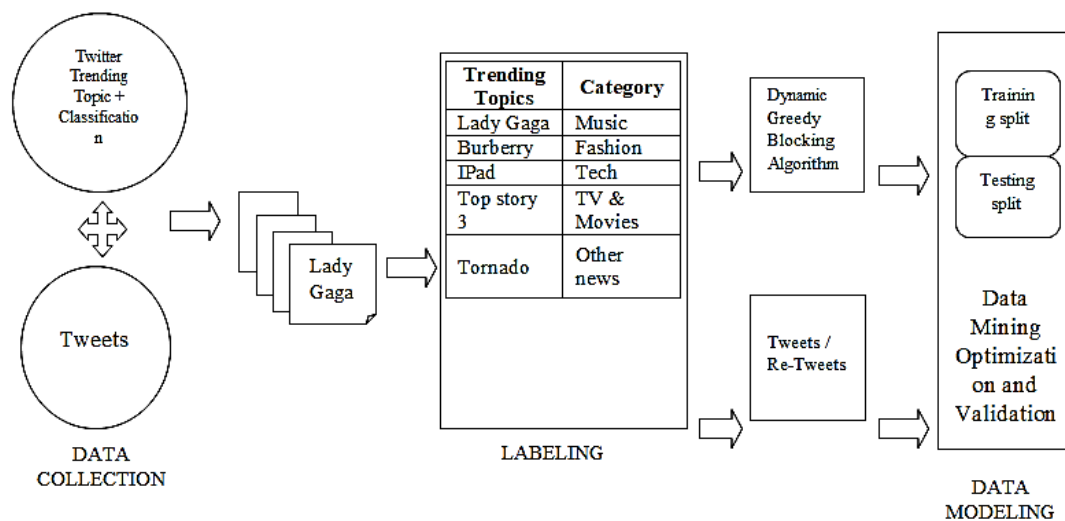 Twitter
Trending
Topic +
Classificatio
n
Tweets
DATA
COLLECTION
Lady
Gaga
Trending
Topics
Category
Lady Gaga
Music
Burberry
Fashion
IPad
Tech
Top story
3
TV &
Movies
Tornado
Other
news
LABELING
Dynamic
Greedy
Blocking
Algorithm
Tweets /
Re-Tweets
Trainin
g split
Testing
split
Data
Mining
Optimizati
on and
Validation
DATA
MODELING